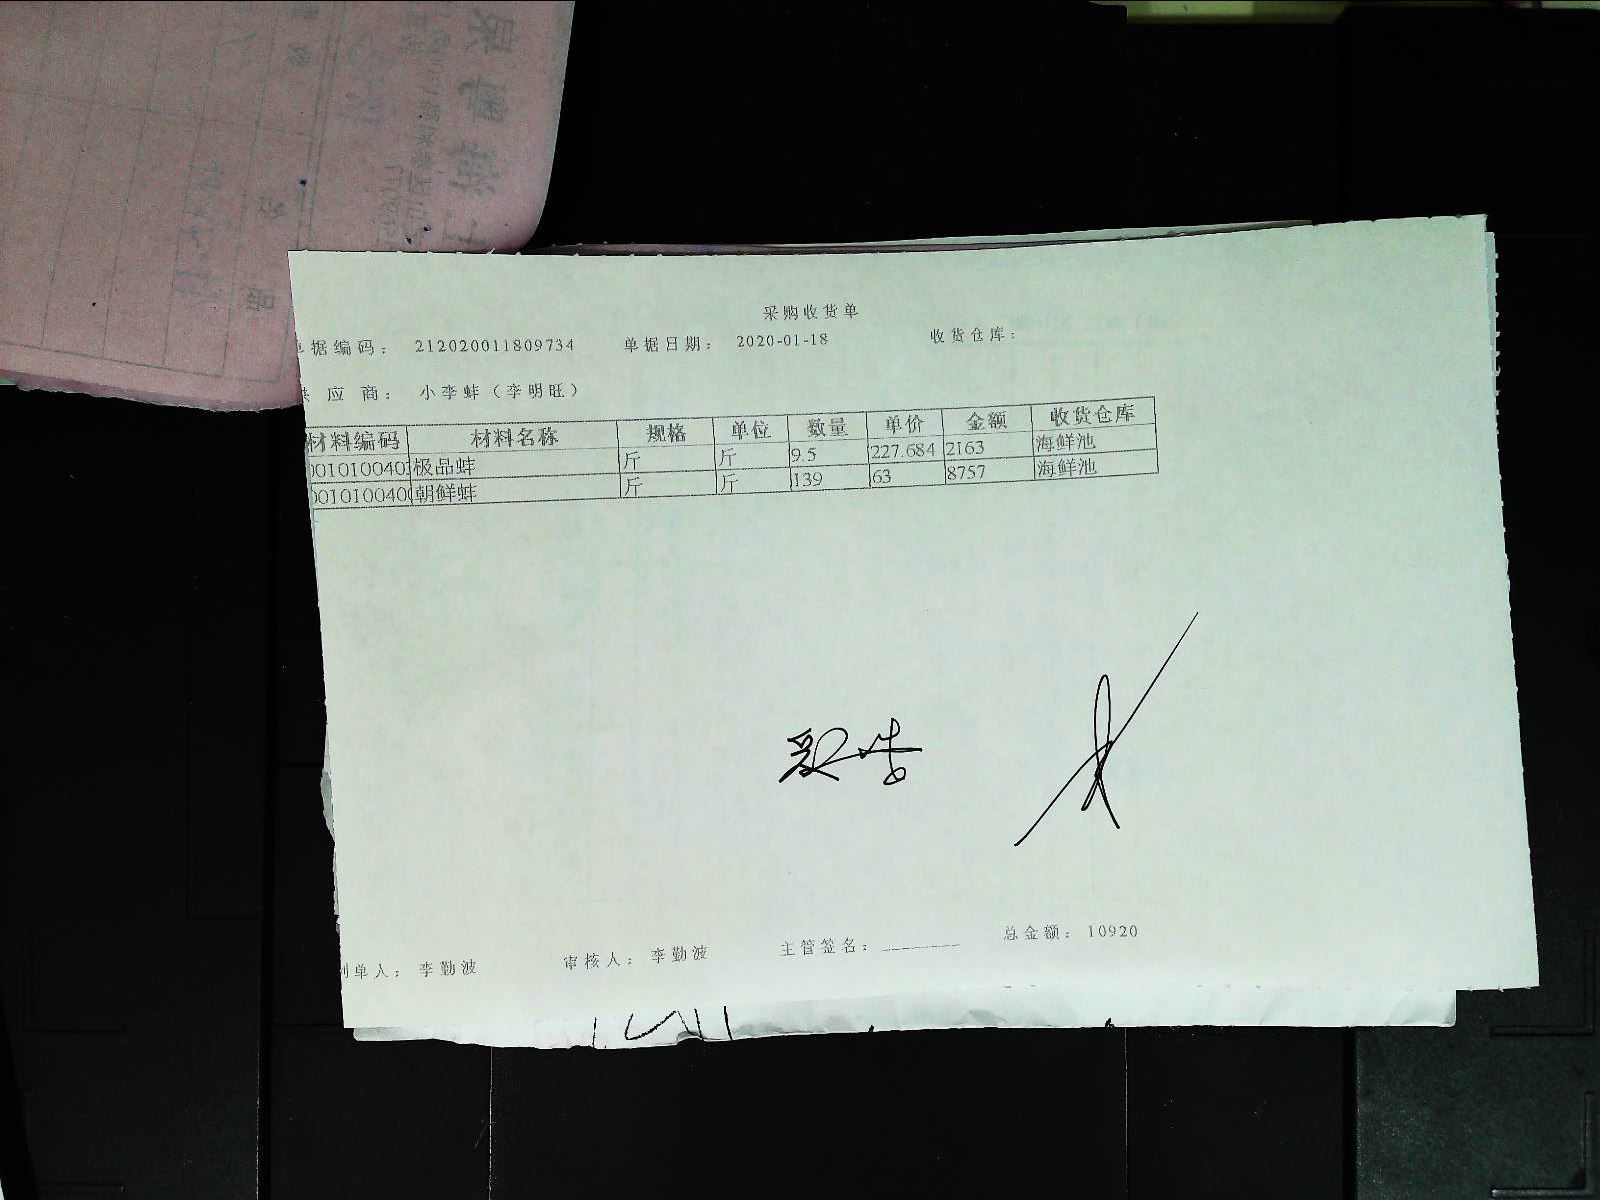 采购收货单
据编码： 212020011809734 单据日期： 2020-01-18 收货仓库：
应 商： 小李蚌（李明旺）
材料编码 材料名称 规格 单位 数量 单价 金额 收货仓库
001010040 极品蚌 斤 斤 9.5 227.684 2163 海鲜池
0010100400 朝鲜蚌 斤 斤 139 63 8757 海鲜池
单人： 李勤波 审核人： 李勤波 主管签名： 总金额： 10920